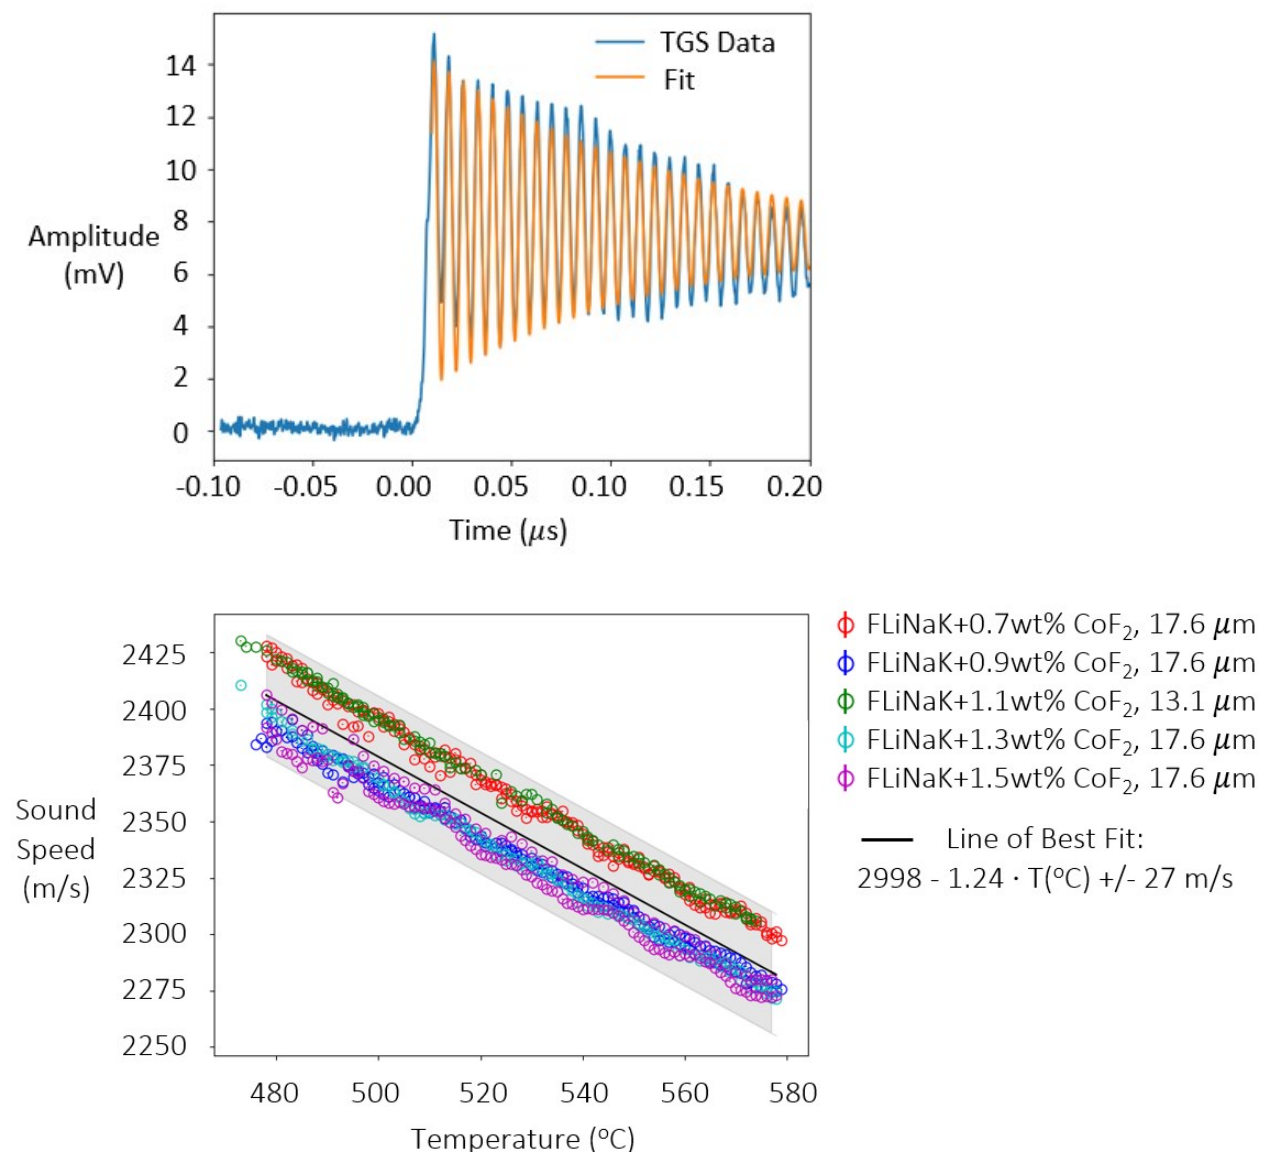 TGS Data
Fit
14
12
10
8
6
4
2
0
Amplitude
(mV)
-0.10 -0.05 0.00 0.05 0.10 0.15 0.20
Time (μs)
2425
2400
2375
2350
2325
2300
2275
2250
Sound
Speed
(m/s)
480 500 520 540 560 580
Temperature (°C)
FLiNaK+0.7wt% CoF₂, 17.6 μm
FLiNaK+0.9wt% CoF₂, 17.6 μm
FLiNaK+1.1wt% CoF₂, 13.1 μm
FLiNaK+1.3wt% CoF₂, 17.6 μm
FLiNaK+1.5wt% CoF₂, 17.6 μm
Line of Best Fit:
2998 - 1.24 · T(°C) +/- 27 m/s